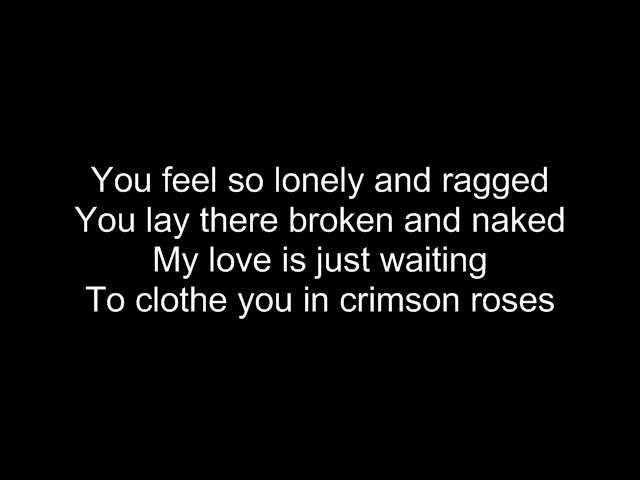 You feel so lonely and ragged
You lay there broken and naked
My love is just waiting
To clothe you in crimson roses